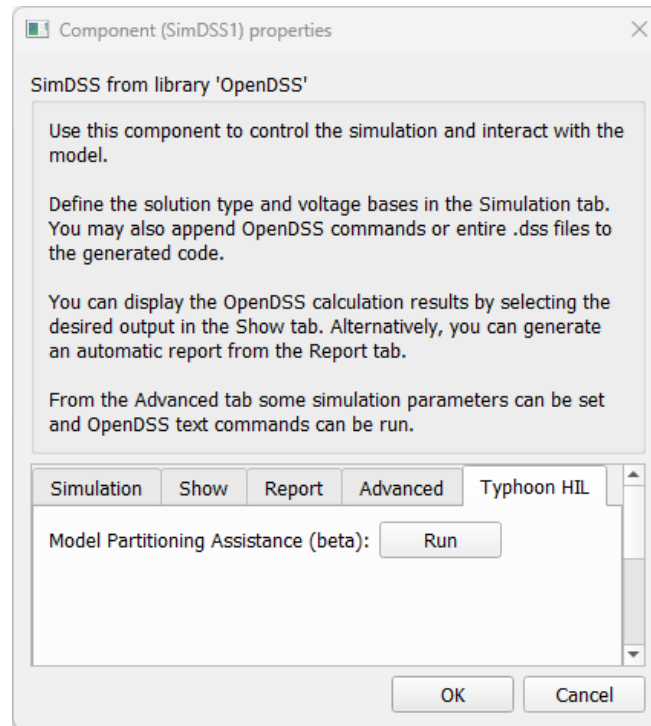 Component (SimDSS1) properties
SimDSS from library 'OpenDSS'
Use this component to control the simulation and interact with the
model.
Define the solution type and voltage bases in the Simulation tab.
You may also append OpenDSS commands or entire .dss files to
the generated code.
You can display the OpenDSS calculation results by selecting the
desired output in the Show tab. Alternatively, you can generate
an automatic report from the Report tab.
From the Advanced tab some simulation parameters can be set
and OpenDSS text commands can be run.
Simulation Show Report Advanced Typhoon HIL
Model Partitioning Assistance (beta): Run
OK Cancel